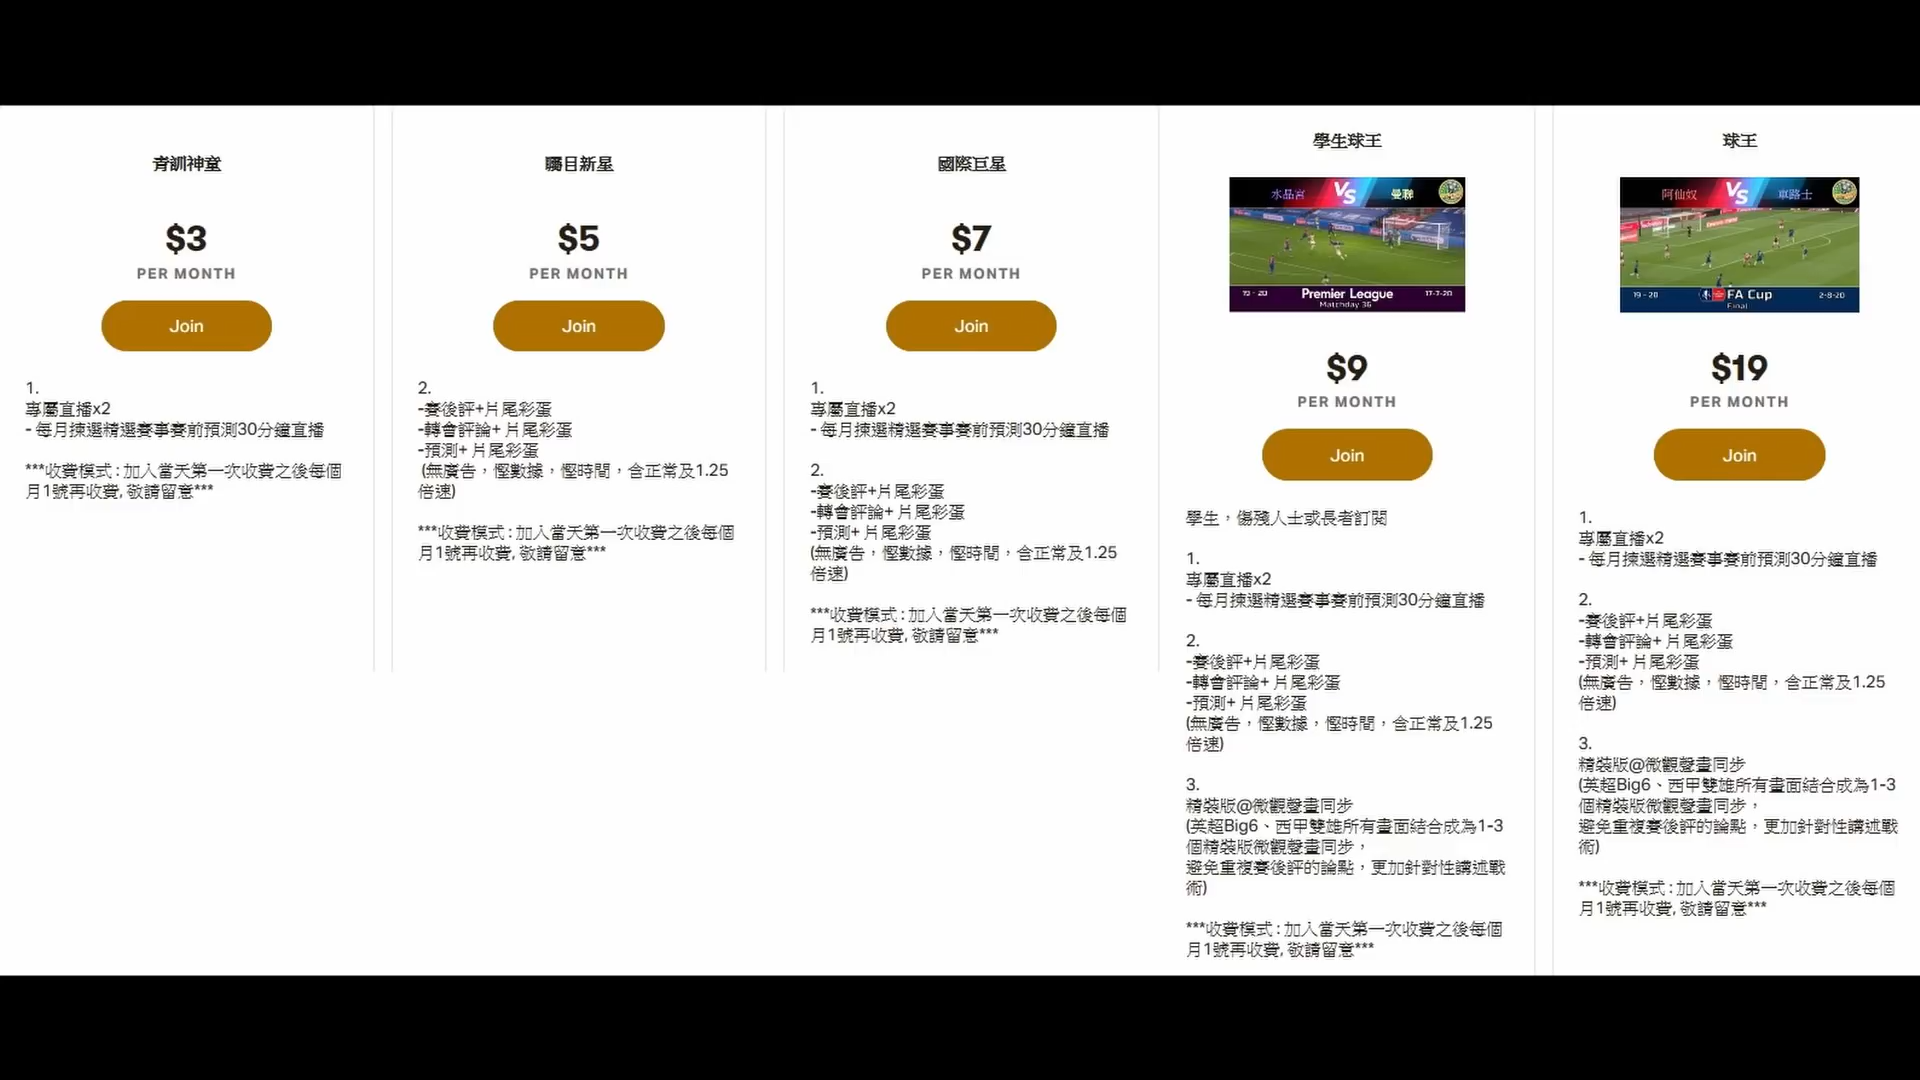 青訓神童
$3
PER MONTH
Join
1.
專屬直播x2
- 每月揀選精選賽事賽前預測30分鐘直播
***收費模式 : 加入當天第一次收費之後每個
月1號再收費, 敬請留意***
矚目新星
$5
PER MONTH
Join
2.
-賽後評+片尾彩蛋
-轉會評論+ 片尾彩蛋
-預測+ 片尾彩蛋
(無廣告，慳數據，慳時間，含正常及1.25
倍速)
***收費模式 : 加入當天第一次收費之後每個
月1號再收費, 敬請留意***
國際巨星
$7
PER MONTH
Join
1.
專屬直播x2
- 每月揀選精選賽事賽前預測30分鐘直播
2.
-賽後評+片尾彩蛋
-轉會評論+ 片尾彩蛋
-預測+ 片尾彩蛋
(無廣告，慳數據，慳時間，含正常及1.25
倍速)
***收費模式 : 加入當天第一次收費之後每個
月1號再收費, 敬請留意***
學生球王
水晶宮 VS 曼聯
19 - 20 Premier League 17-7-20
Matchday 36
$9
PER MONTH
Join
學生，傷殘人士或長者訂閱
1.
專屬直播x2
- 每月揀選精選賽事賽前預測30分鐘直播
2.
-賽後評+片尾彩蛋
-轉會評論+ 片尾彩蛋
-預測+ 片尾彩蛋
(無廣告，慳數據，慳時間，含正常及1.25
倍速)
3.
精裝版@微觀聲畫同步
(英超Big6、西甲雙雄所有畫面結合成為1-3
個精裝版微觀聲畫同步，
避免重複賽後評的論點，更加針對性講述戰
術)
***收費模式 : 加入當天第一次收費之後每個
月1號再收費, 敬請留意***
球王
阿仙奴 VS 車路士
19 - 20 FA Cup 2-8-20
Final
$19
PER MONTH
Join
1.
專屬直播x2
- 每月揀選精選賽事賽前預測30分鐘直播
2.
-賽後評+片尾彩蛋
-轉會評論+ 片尾彩蛋
-預測+ 片尾彩蛋
(無廣告，慳數據，慳時間，含正常及1.25
倍速)
3.
精裝版@微觀聲畫同步
(英超Big6、西甲雙雄所有畫面結合成為1-3
個精裝版微觀聲畫同步，
避免重複賽後評的論點，更加針對性講述戰
術)
***收費模式 : 加入當天第一次收費之後每個
月1號再收費, 敬請留意***